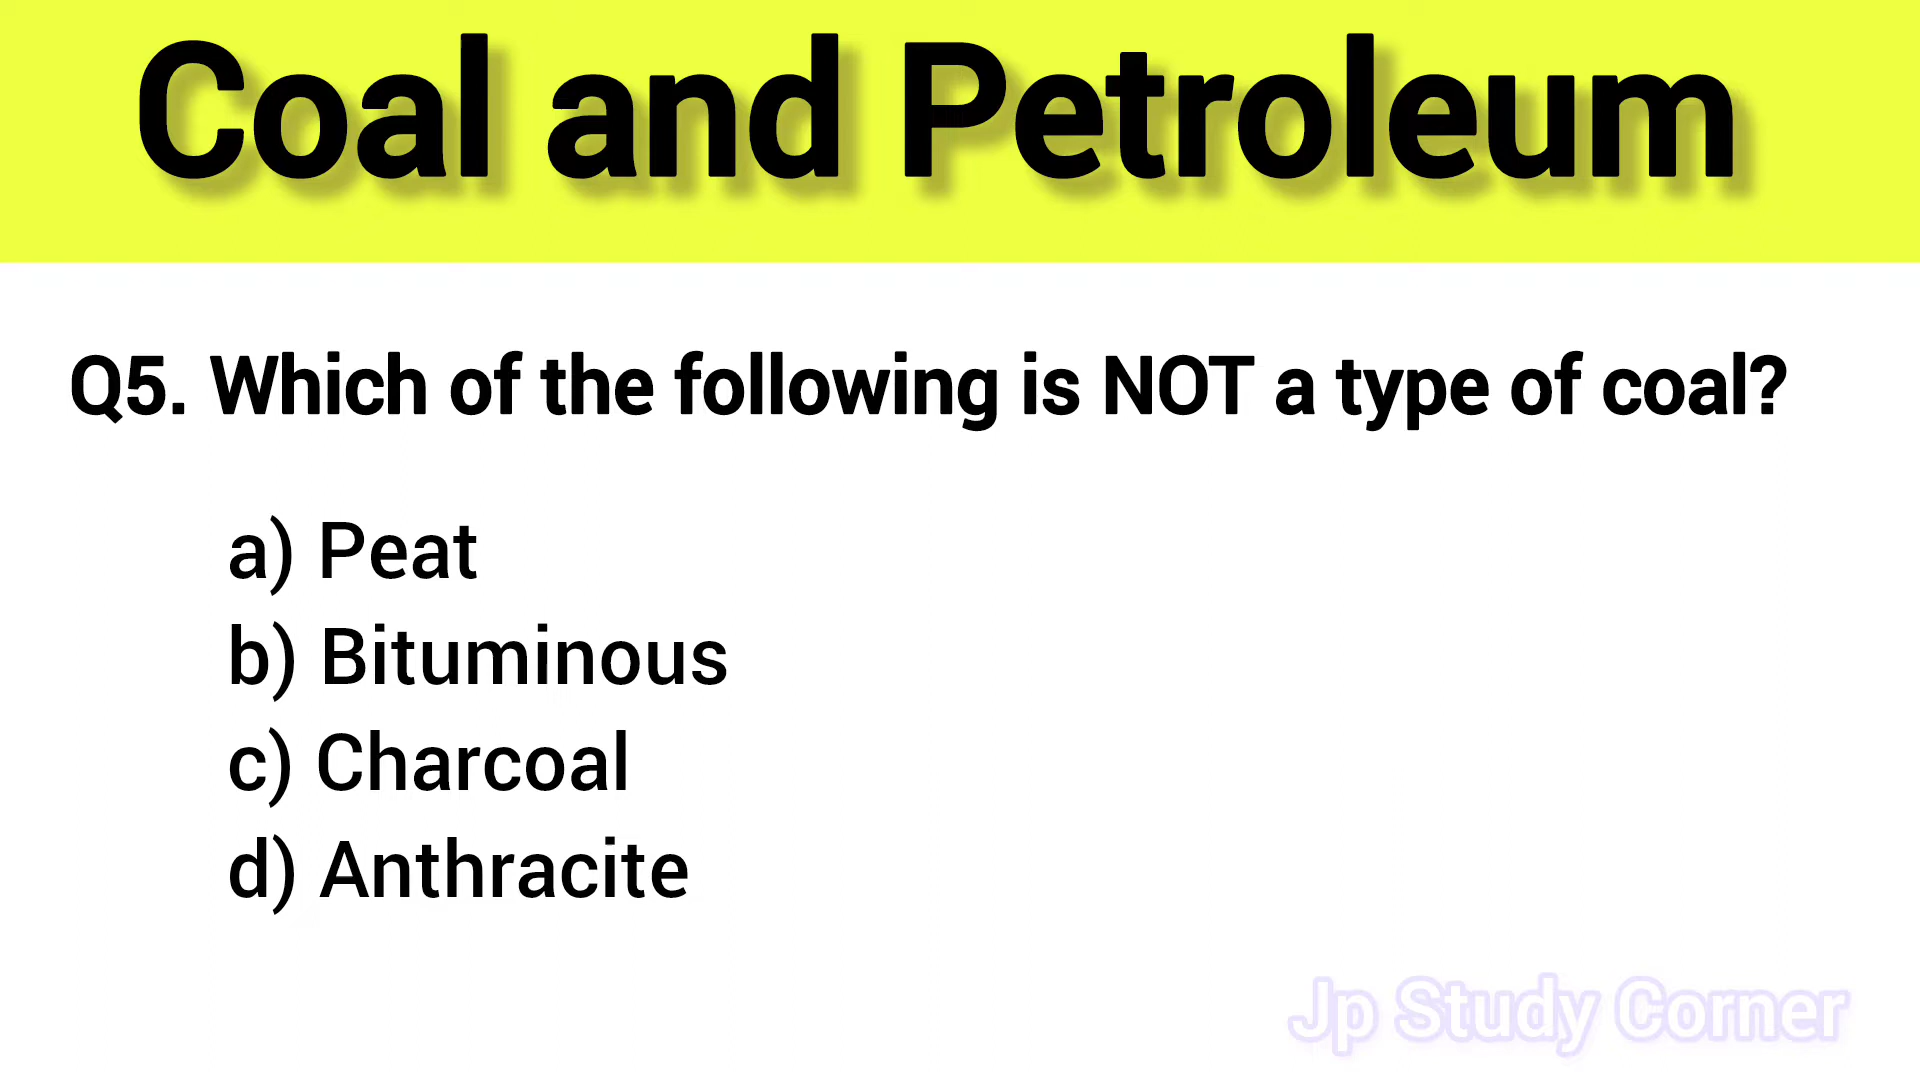 Coal and Petroleum
Q5. Which of the following is NOT a type of coal?
a) Peat
b) Bituminous
c) Charcoal
d) Anthracite
Jp Study Corner